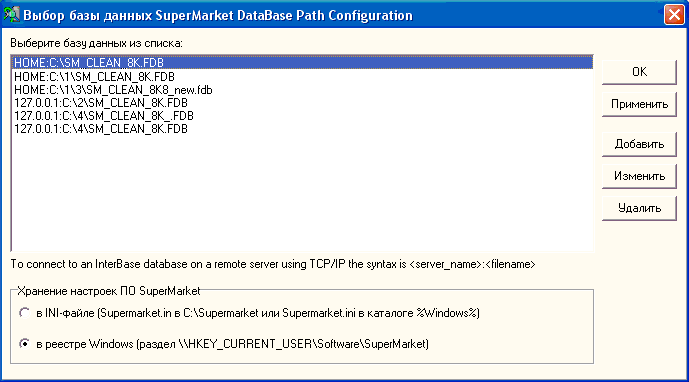 Выбор базы данных SuperMarket DataBase Path Configuration
Выберите базу данных из списка:
HOME:C:\SM_CLEAN_8K.FDB
HOME:C:\1\SM_CLEAN_8K.FDB
HOME:C:\1\3\SM_CLEAN_8K8_new.fdb
127.0.0.1:C:\2\SM_CLEAN_8K.FDB
127.0.0.1:C:\4\SM_CLEAN_8K_.FDB
127.0.0.1:C:\4\SM_CLEAN_8K.FDB
OK
Применить
Добавить
Изменить
Удалить
To connect to an InterBase database on a remote server using TCP/IP the syntax is <server_name>:<filename>
Хранение настроек ПО SuperMarket
в INI-файле (Supermarket.in в C:\Supermarket или Supermarket.ini в каталоге %Windows%)
в реестре Windows (раздел \\HKEY_CURRENT_USER\Software\SuperMarket)